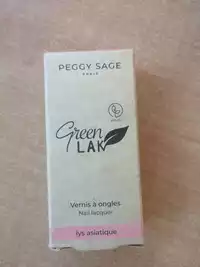 PEGGY SAGE
PARIS
Green
LAK
Vernis à ongles
Nail lacquer
lys asiatique